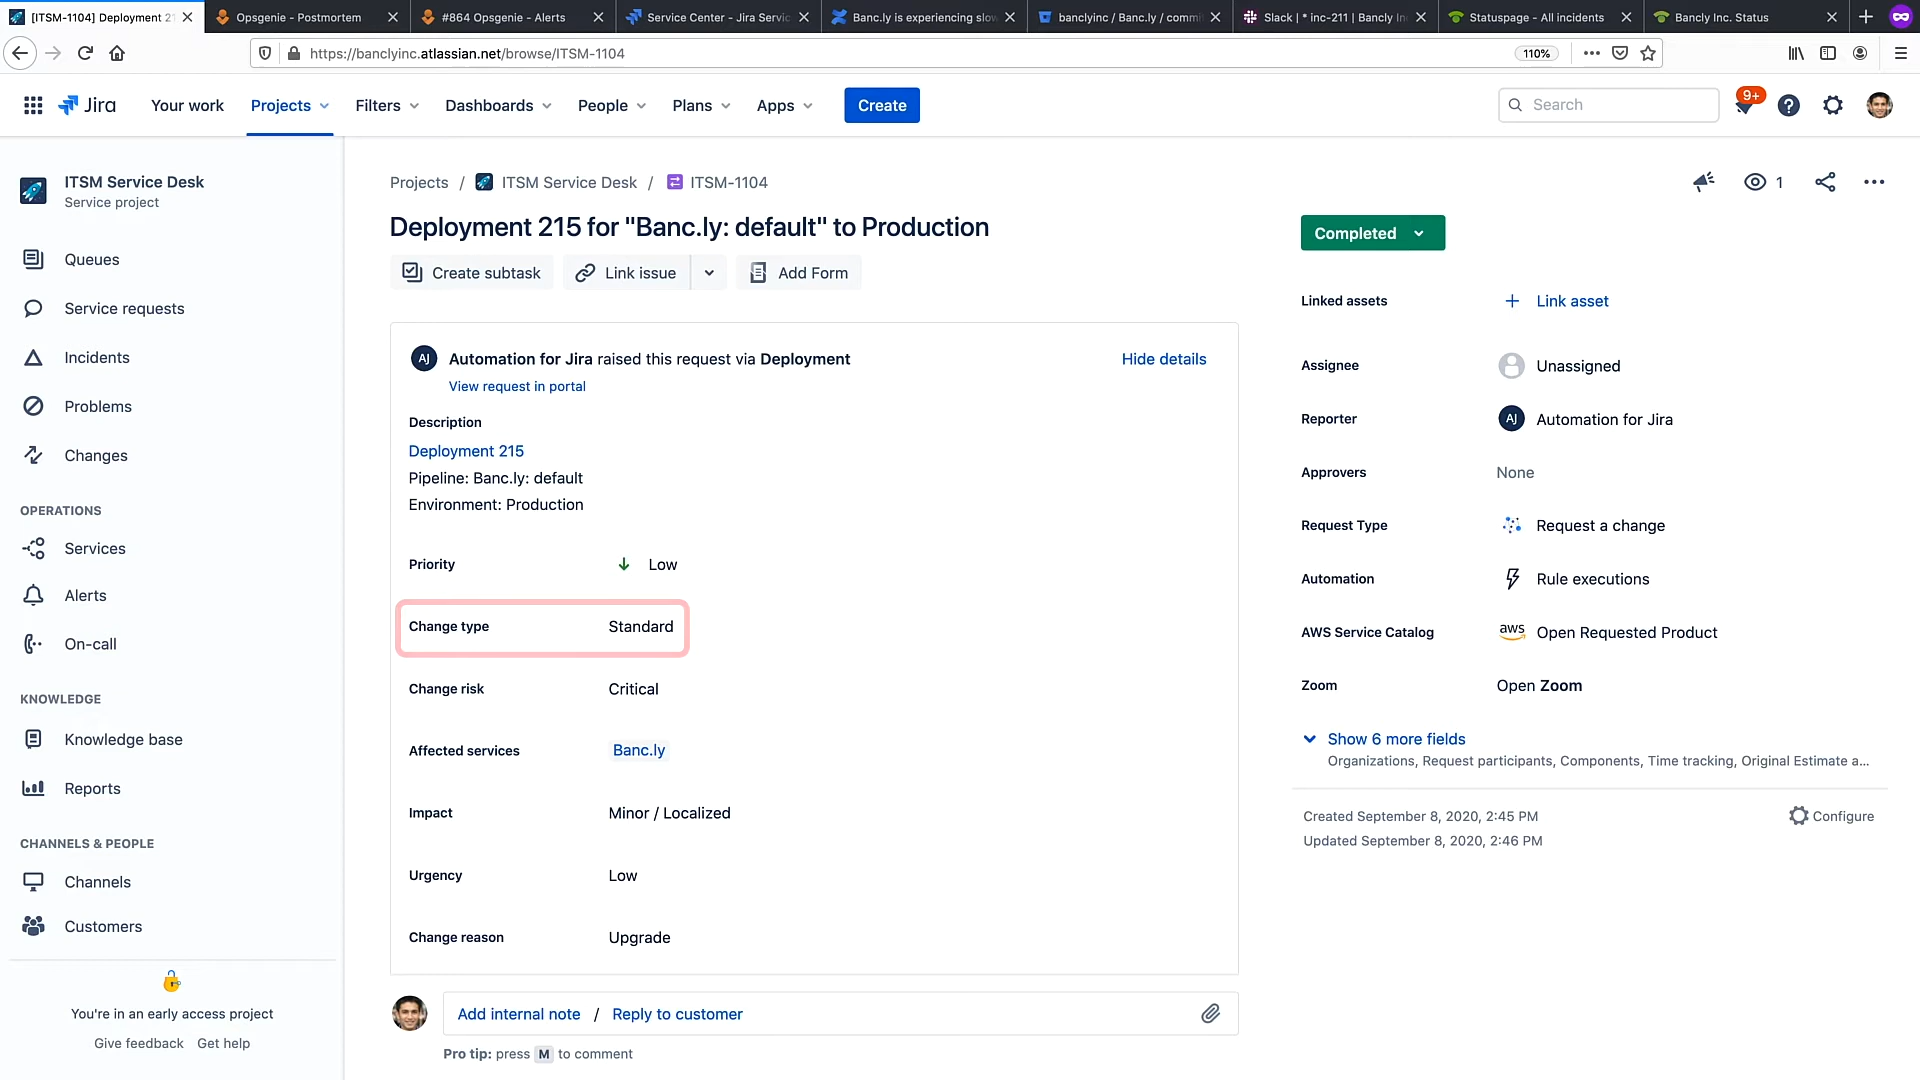 [ITSM-1104] Deployment 21
Opsgenie - Postmortem
#864 Opsgenie - Alerts
Service Center - Jira Servic
Banc.ly is experiencing slow
banclyinc / Banc.ly / commi
Slack | * inc-211 | Bancly In
Statuspage - All incidents
Bancly Inc. Status
https://banclyinc.atlassian.net/browse/ITSM-1104
110%
Jira
Your work
Projects
Filters
Dashboards
People
Plans
Apps
Create
Search
9+
ITSM Service Desk
Service project
Queues
Service requests
Incidents
Problems
Changes
OPERATIONS
Services
Alerts
On-call
KNOWLEDGE
Knowledge base
Reports
CHANNELS & PEOPLE
Channels
Customers
You're in an early access project
Give feedback Get help
Projects / ITSM Service Desk / ITSM-1104
1
Deployment 215 for "Banc.ly: default" to Production
Create subtask
Link issue
Add Form
AJ
Automation for Jira raised this request via Deployment
Hide details
View request in portal
Description
Deployment 215
Pipeline: Banc.ly: default
Environment: Production
Priority Low
Change type Standard
Change risk Critical
Affected services Banc.ly
Impact Minor / Localized
Urgency Low
Change reason Upgrade
Add internal note / Reply to customer
Pro tip: press M to comment
Completed
Linked assets Link asset
Assignee Unassigned
Reporter AJ Automation for Jira
Approvers None
Request Type Request a change
Automation Rule executions
AWS Service Catalog aws Open Requested Product
Zoom Open Zoom
Show 6 more fields
Organizations, Request participants, Components, Time tracking, Original Estimate a...
Created September 8, 2020, 2:45 PM
Configure
Updated September 8, 2020, 2:46 PM